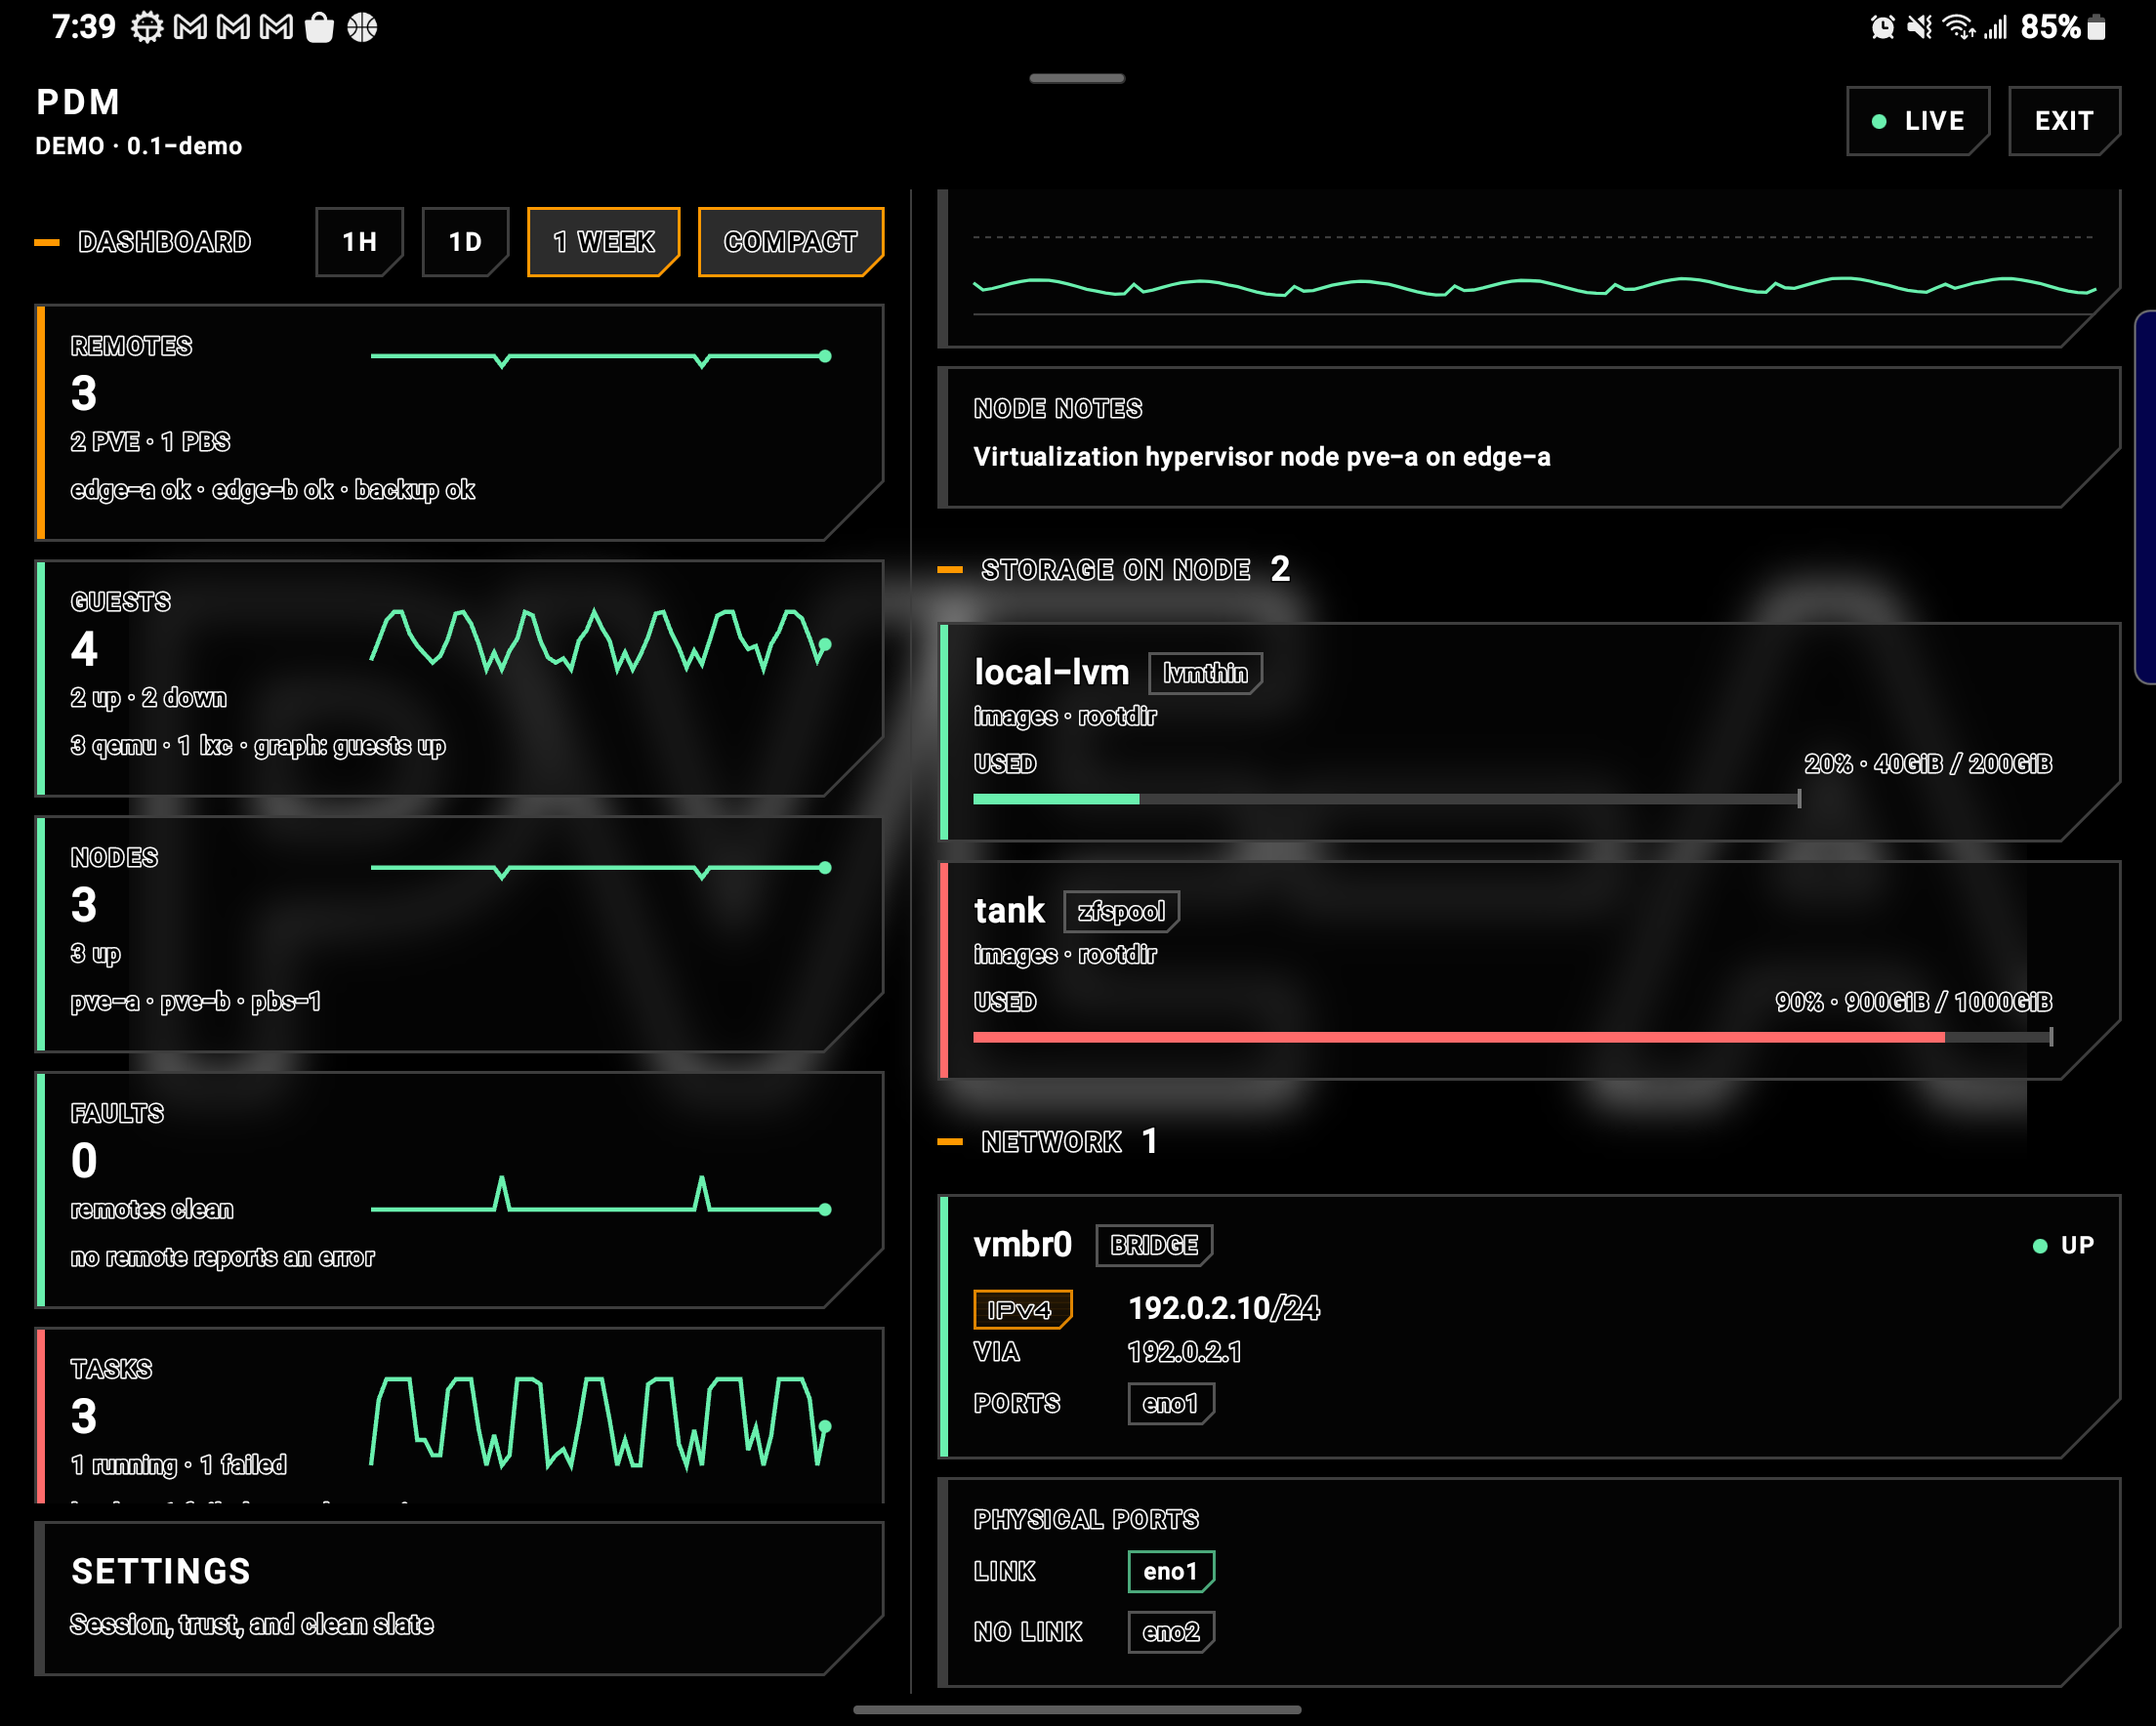 7:39
85%
PDM
DEMO · 0.1-demo
LIVE
EXIT
DASHBOARD
1H
1D
1 WEEK
COMPACT
REMOTES
3
2 PVE · 1 PBS
edge-a ok · edge-b ok · backup ok
GUESTS
4
2 up · 2 down
3 qemu · 1 lxc · graph: guests up
NODES
3
3 up
pve-a · pve-b · pbs-1
FAULTS
0
remotes clean
no remote reports an error
TASKS
3
1 running · 1 failed
SETTINGS
Session, trust, and clean slate
NODE NOTES
Virtualization hypervisor node pve-a on edge-a
STORAGE ON NODE 2
local-lvm lvmthin
images · rootdir
USED 20% · 40GiB / 200GiB
tank zfspool
images · rootdir
USED 90% · 900GiB / 1000GiB
NETWORK 1
vmbr0 BRIDGE UP
IPv4 192.0.2.10/24
VIA 192.0.2.1
PORTS eno1
PHYSICAL PORTS
LINK eno1
NO LINK eno2
PVE-A